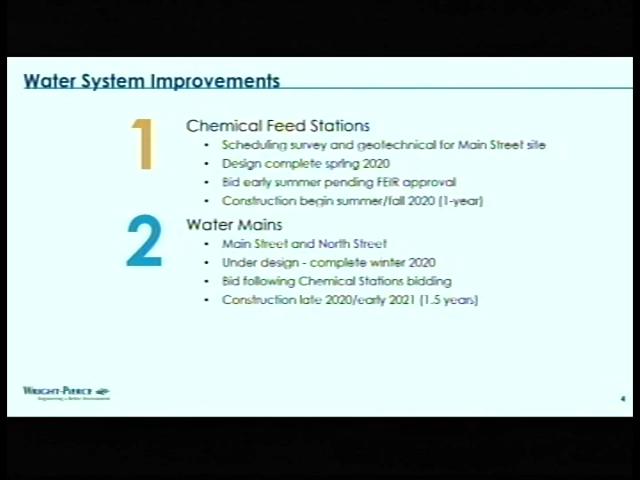 Water System Improvements
1
Chemical Feed Stations
• Scheduling survey and geotechnical for Main Street site
• Design complete spring 2020
• Bid early summer pending FEIR approval
• Construction begin summer/fall 2020 (1-year)
2
Water Mains
• Main Street and North Street
• Under design - complete winter 2020
• Bid following Chemical Stations bidding
• Construction late 2020/early 2021 (1.5 years)
WRIGHT-PIERCE
Engineering a Better Environment
4